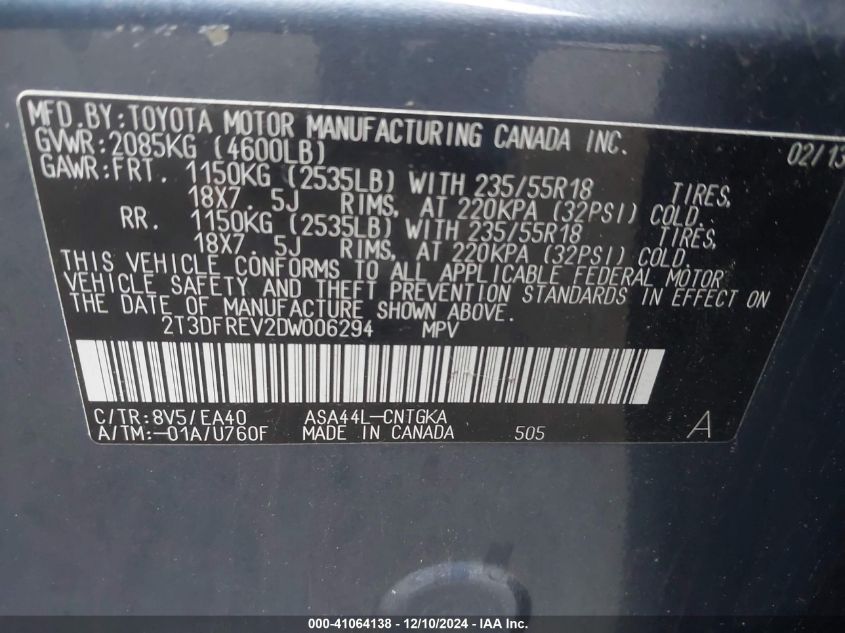 MFD.BY:TOYOTA MOTOR MANUFACTURING CANADA INC. 02/13
GVWR:2085KG (4600LB)
GAWR:FRT. 1150KG (2535LB) WITH 235/55R18 TIRES,
18X7.5J RIMS, AT 220KPA (32PSI) COLD.
RR. 1150KG (2535LB) WITH 235/55R18 TIRES,
18X7.5J RIMS, AT 220KPA (32PSI) COLD.
THIS VEHICLE CONFORMS TO ALL APPLICABLE FEDERAL MOTOR
VEHICLE SAFETY AND THEFT PREVENTION STANDARDS IN EFFECT ON
THE DATE OF MANUFACTURE SHOWN ABOVE.
2T3DFREV2DW006294 MPV
C/TR:8V5/EA40 ASA44L-CNTGKA
A/TM:-01A/U760F MADE IN CANADA 505 A
000-41064138 - 12/10/2024 - IAA Inc.